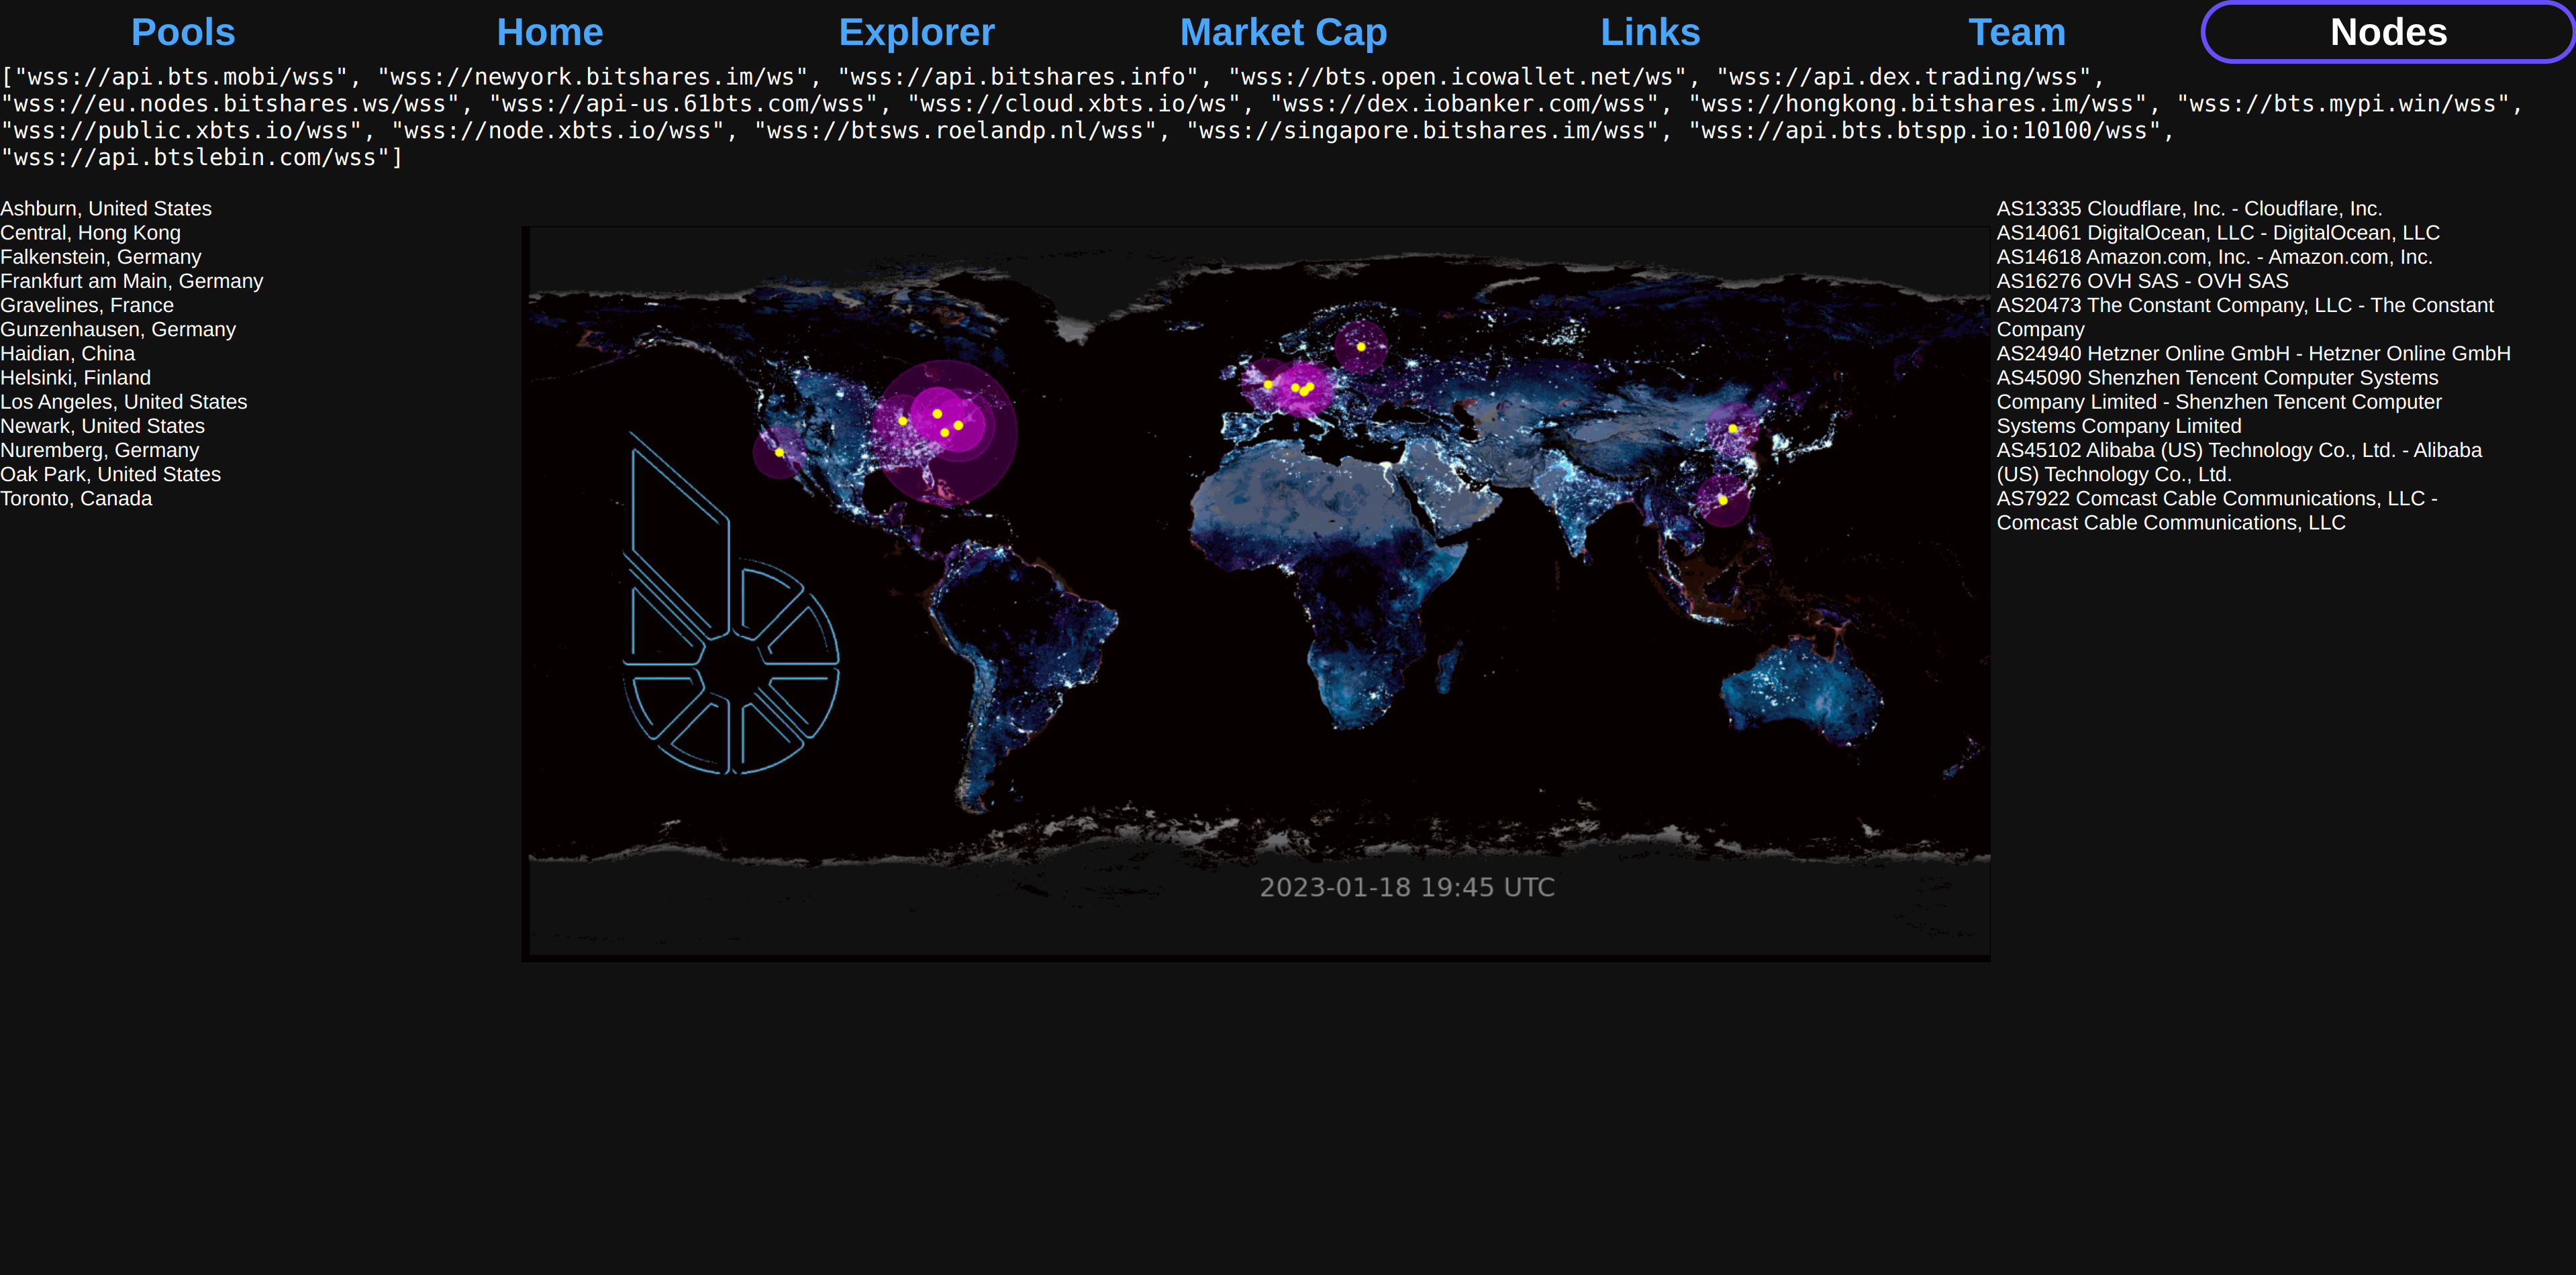 Pools Home Explorer Market Cap Links Team Nodes
["wss://api.bts.mobi/wss", "wss://newyork.bitshares.im/ws", "wss://api.bitshares.info", "wss://bts.open.icowallet.net/ws", "wss://api.dex.trading/wss",
"wss://eu.nodes.bitshares.ws/wss", "wss://api-us.61bts.com/wss", "wss://cloud.xbts.io/ws", "wss://dex.iobanker.com/wss", "wss://hongkong.bitshares.im/wss", "wss://bts.mypi.win/wss",
"wss://public.xbts.io/wss", "wss://node.xbts.io/wss", "wss://btsws.roelandp.nl/wss", "wss://singapore.bitshares.im/wss", "wss://api.bts.btspp.io:10100/wss",
"wss://api.btslebin.com/wss"]
Ashburn, United States
Central, Hong Kong
Falkenstein, Germany
Frankfurt am Main, Germany
Gravelines, France
Gunzenhausen, Germany
Haidian, China
Helsinki, Finland
Los Angeles, United States
Newark, United States
Nuremberg, Germany
Oak Park, United States
Toronto, Canada
2023-01-18 19:45 UTC
AS13335 Cloudflare, Inc. - Cloudflare, Inc.
AS14061 DigitalOcean, LLC - DigitalOcean, LLC
AS14618 Amazon.com, Inc. - Amazon.com, Inc.
AS16276 OVH SAS - OVH SAS
AS20473 The Constant Company, LLC - The Constant
Company
AS24940 Hetzner Online GmbH - Hetzner Online GmbH
AS45090 Shenzhen Tencent Computer Systems
Company Limited - Shenzhen Tencent Computer
Systems Company Limited
AS45102 Alibaba (US) Technology Co., Ltd. - Alibaba
(US) Technology Co., Ltd.
AS7922 Comcast Cable Communications, LLC -
Comcast Cable Communications, LLC